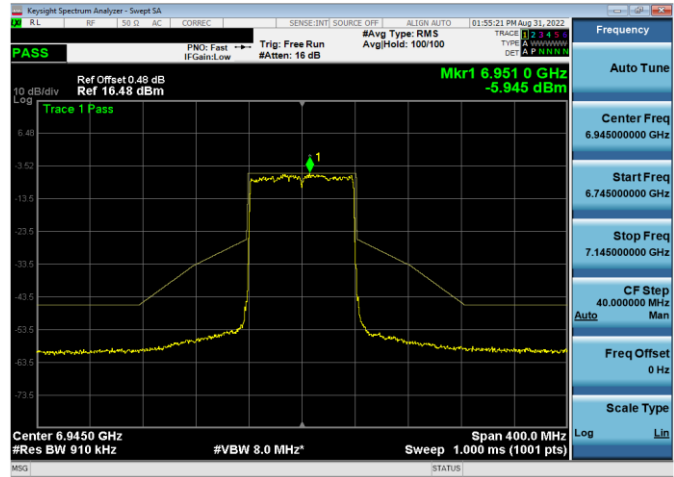 Keysight Spectrum Analyzer - Swept SA
RL RF 50 Ω AC CORREC SENSE:INT SOURCE OFF ALIGN AUTO 01:55:21 PM Aug 31, 2022
Frequency
PASS
PNO: Fast
IFGain:Low
Trig: Free Run
#Atten: 16 dB
#Avg Type: RMS
Avg|Hold: 100/100
TRACE 1 2 3 4 5 6
TYPE A WWWWW
DET A P N N N N
Auto Tune
Ref Offset 0.48 dB
Ref 16.48 dBm
10 dB/div
Log
Mkr1 6.951 0 GHz
-5.945 dBm
Trace 1 Pass
1
6.48
-3.52
-13.5
-23.5
-33.5
-43.5
-53.5
-63.5
-73.5
Center Freq
6.945000000 GHz
Start Freq
6.745000000 GHz
Stop Freq
7.145000000 GHz
CF Step
40.000000 MHz
Auto Man
Freq Offset
0 Hz
Scale Type
Log Lin
Center 6.9450 GHz Span 400.0 MHz
#Res BW 910 kHz #VBW 8.0 MHz* Sweep 1.000 ms (1001 pts)
MSG STATUS